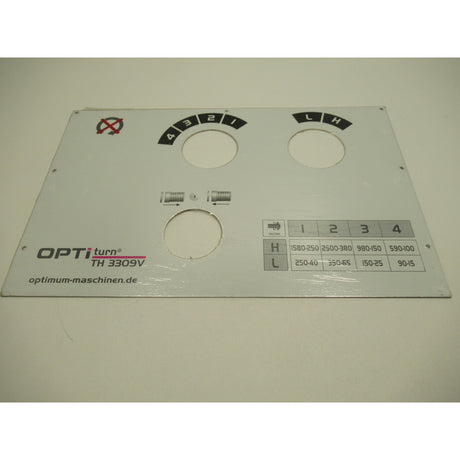 4 3 2 1
L H
OPTi turn®
TH 3309V
optimum-maschinen.de
1 2 3 4
H 1580-250 2500-380 980-150 590-100
L 250-40 350-65 150-25 90-15